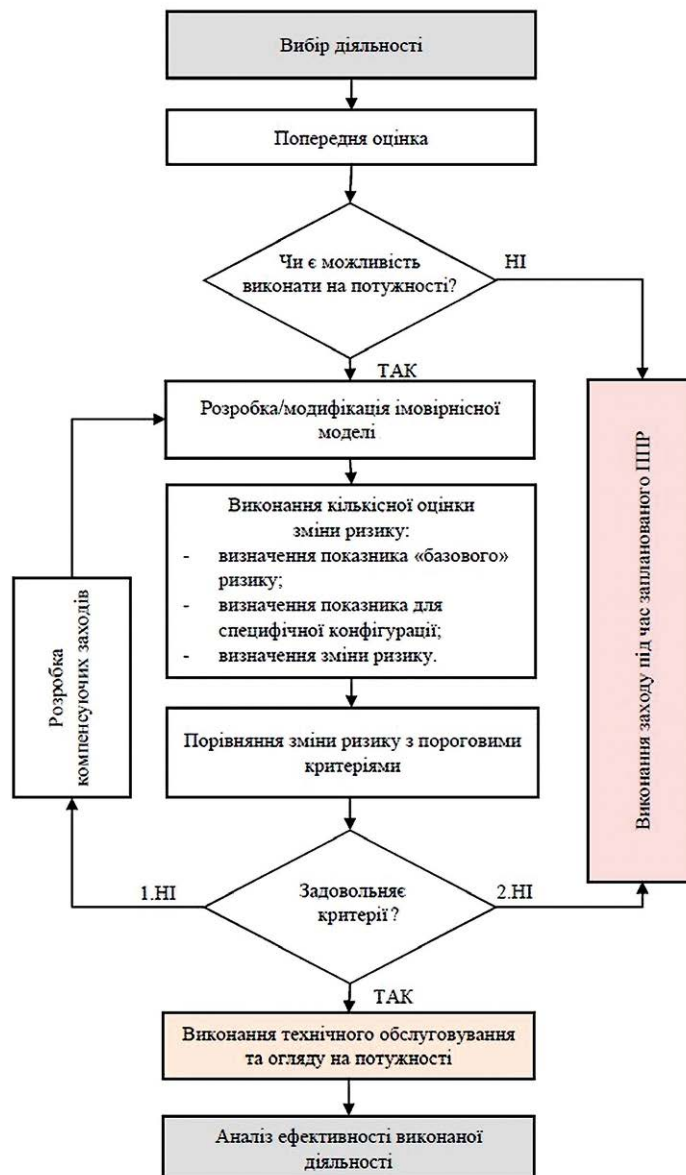 Вибір діяльності
Попередня оцінка
Чи є можливість
виконати на потужності?
НІ
ТАК
Розробка/модифікація імовірнісної
моделі
Виконання кількісної оцінки
зміни ризику:
- визначення показника «базового»
ризику;
- визначення показника для
специфічної конфігурації;
- визначення зміни ризику.
Розробка
компенсуючих заходів
Виконання заходу під час запланованого ППР
Порівняння зміни ризику з пороговими
критеріями
1.НІ
Задовольняє
критерії?
2.НІ
ТАК
Виконання технічного обслуговування
та огляду на потужності
Аналіз ефективності виконаної
діяльності